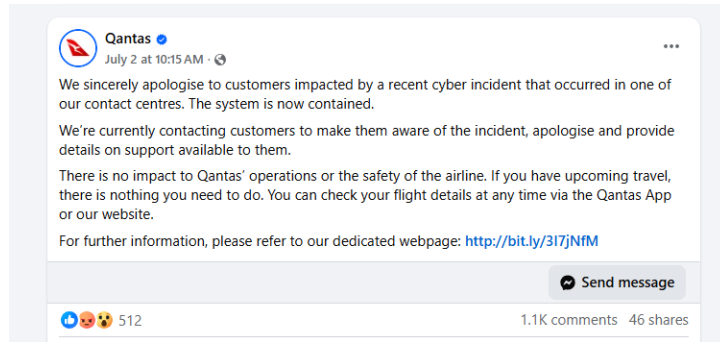 Qantas
July 2 at 10:15 AM ·
We sincerely apologise to customers impacted by a recent cyber incident that occurred in one of
our contact centres. The system is now contained.
We're currently contacting customers to make them aware of the incident, apologise and provide
details on support available to them.
There is no impact to Qantas' operations or the safety of the airline. If you have upcoming travel,
there is nothing you need to do. You can check your flight details at any time via the Qantas App
or our website.
For further information, please refer to our dedicated webpage: http://bit.ly/3I7jNfM
Send message
512
1.1K comments 46 shares